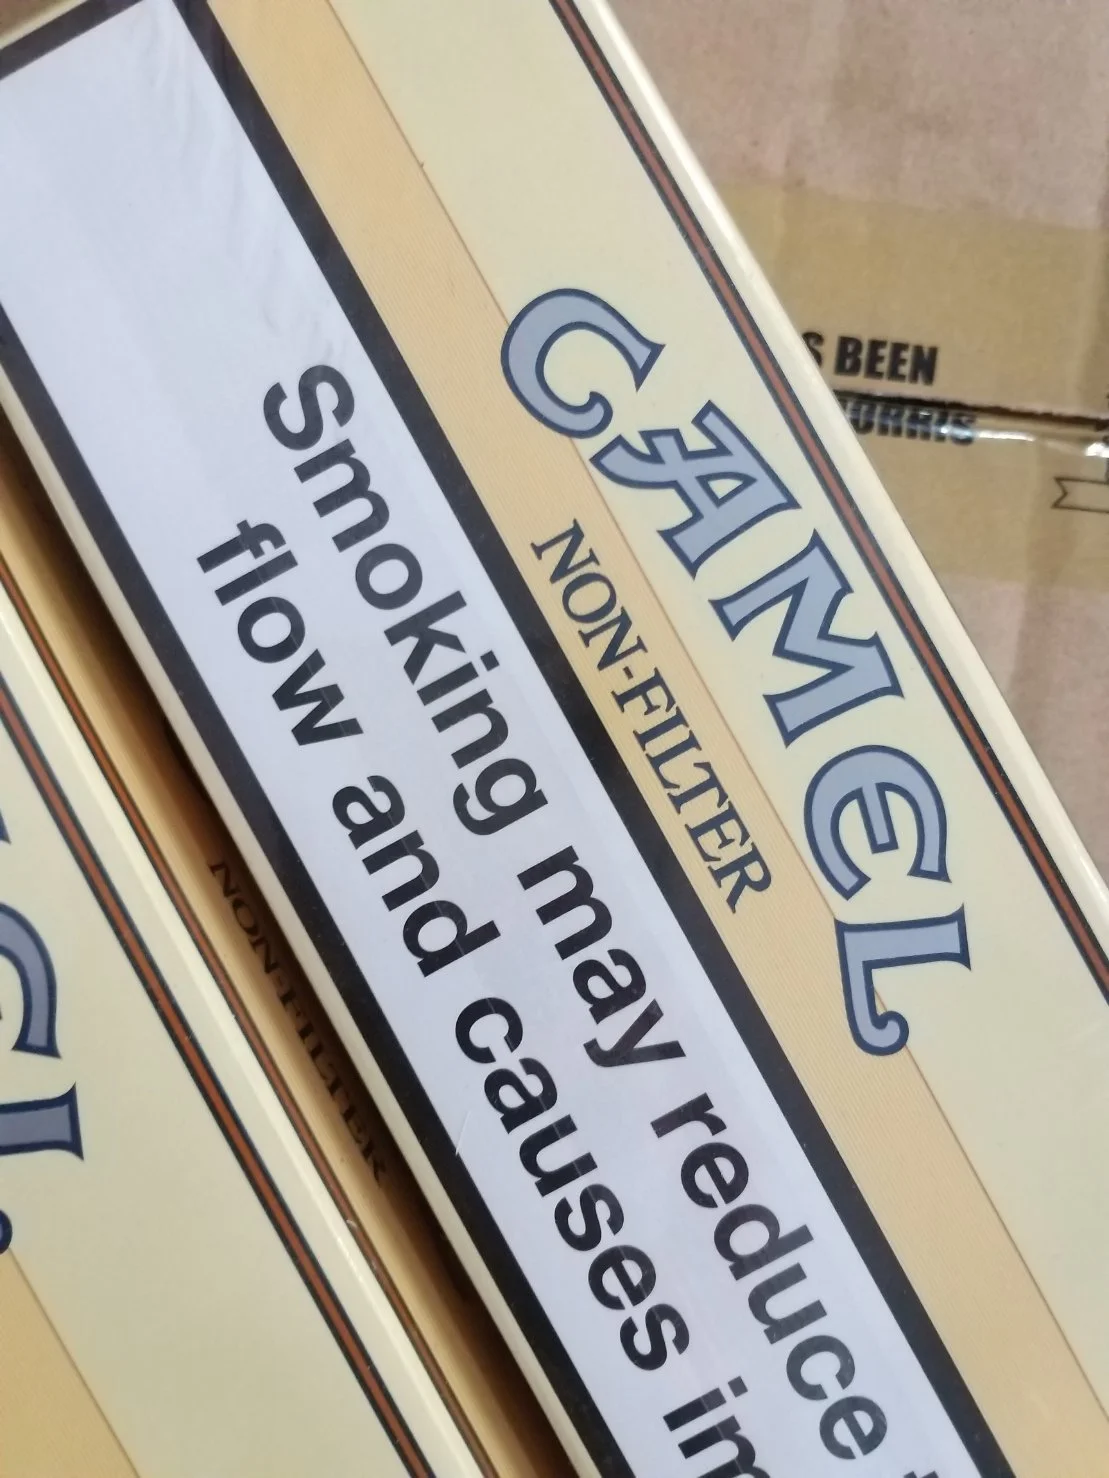 CAMEL
NON-FILTER
Smoking may reduce
flow and causes
BEEN
NON-FILTER